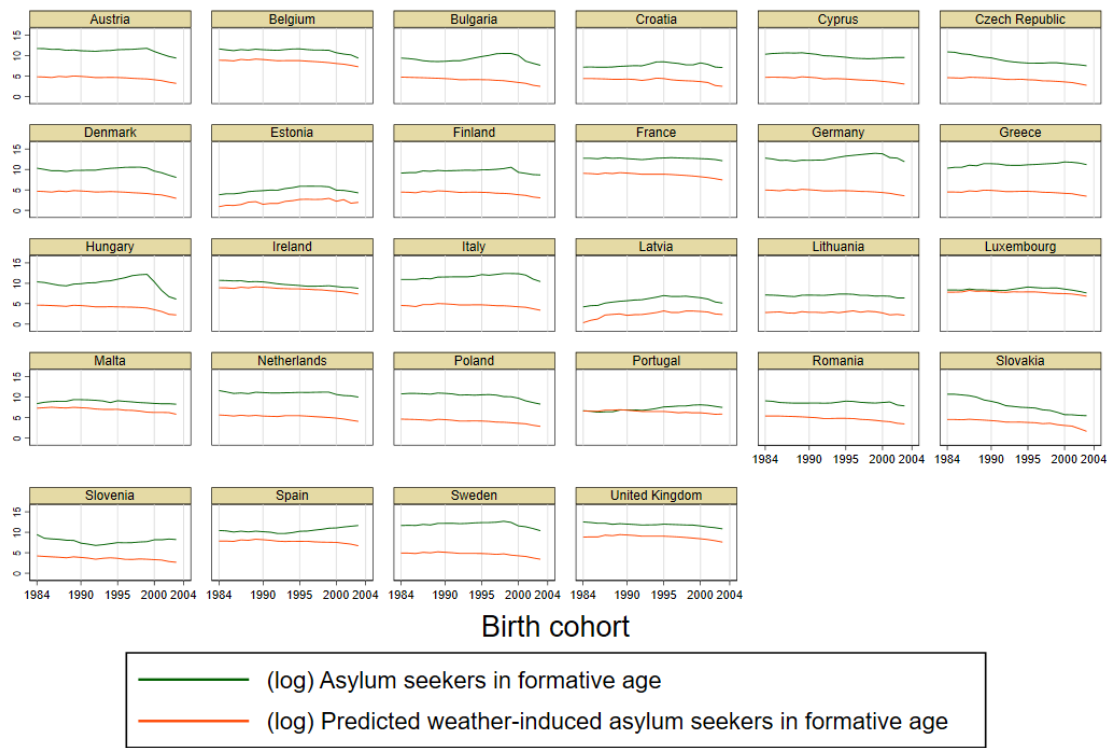 Austria Belgium Bulgaria Croatia Cyprus Czech Republic
0 5 10 15
Denmark Estonia Finland France Germany Greece
0 5 10 15
Hungary Ireland Italy Latvia Lithuania Luxembourg
0 5 10 15
Malta Netherlands Poland Portugal Romania Slovakia
0 5 10 15
1984 1990 1995 2000 2004 1984 1990 1995 2000 2004
Slovenia Spain Sweden United Kingdom
0 5 10 15
1984 1990 1995 2000 2004 1984 1990 1995 2000 2004 1984 1990 1995 2000 2004 1984 1990 1995 2000 2004
Birth cohort
(log) Asylum seekers in formative age
(log) Predicted weather-induced asylum seekers in formative age